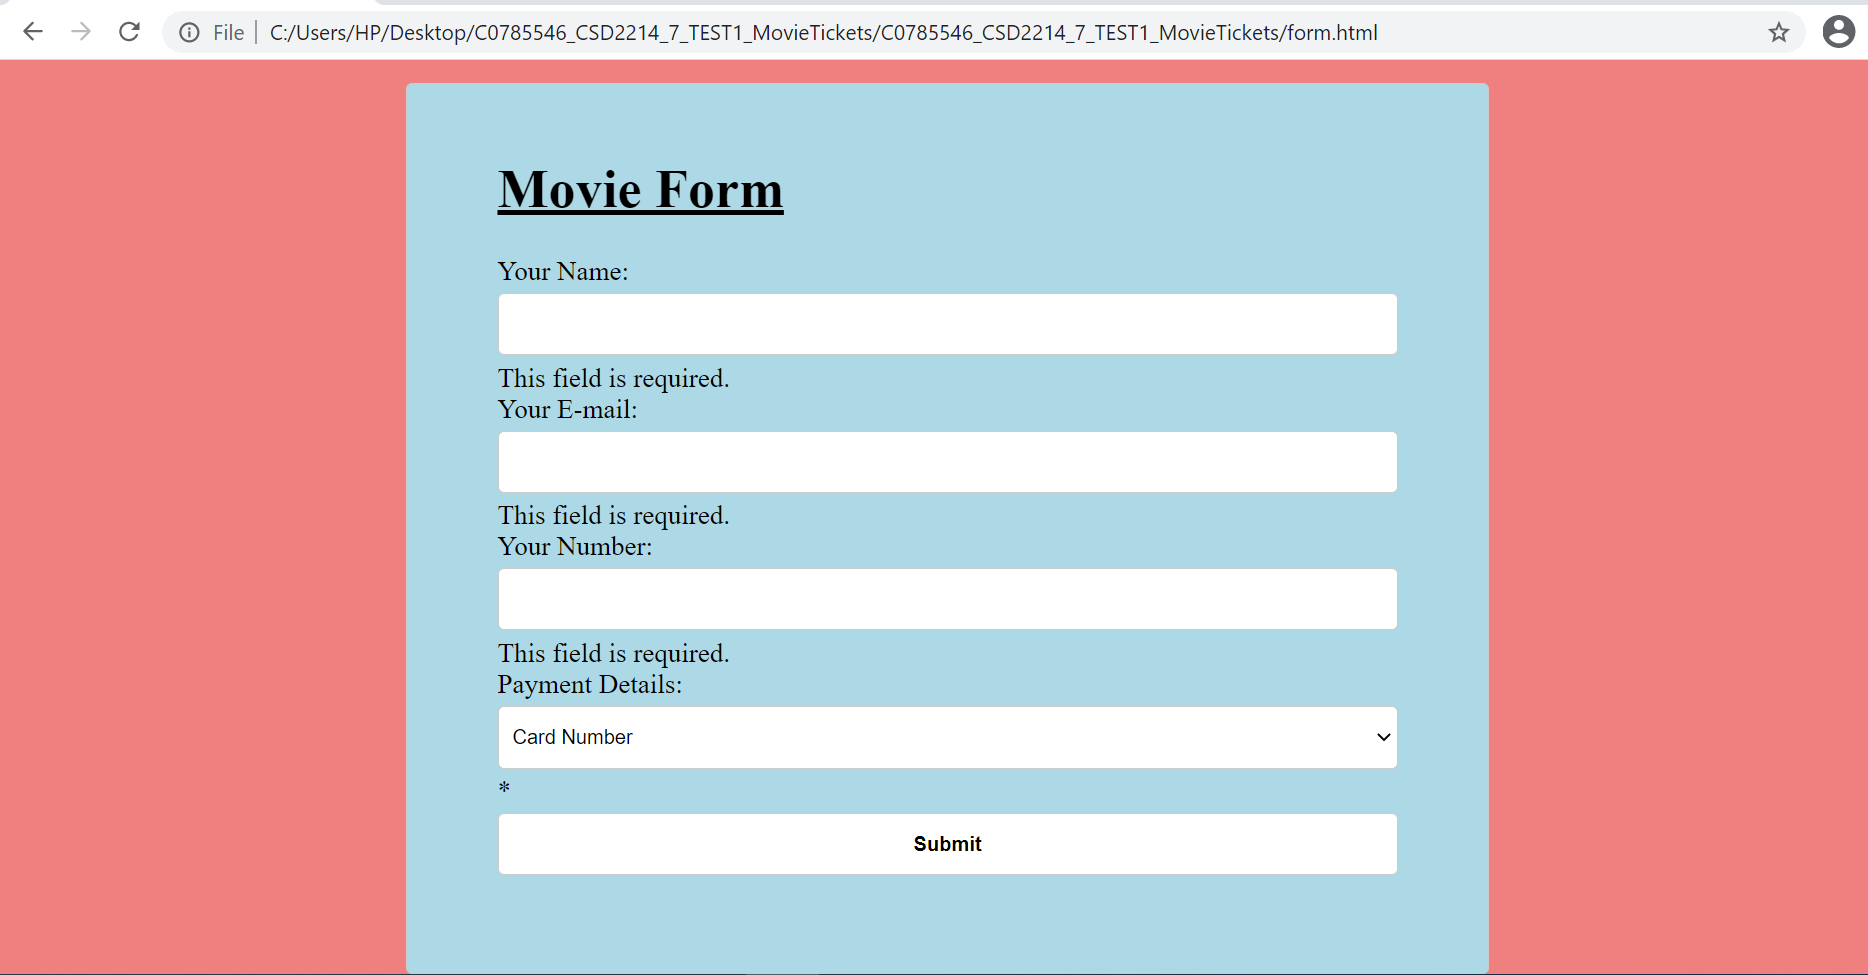 File C:/Users/HP/Desktop/C0785546_CSD2214_7_TEST1_MovieTickets/C0785546_CSD2214_7_TEST1_MovieTickets/form.html
Movie Form
Your Name:
This field is required.
Your E-mail:
This field is required.
Your Number:
This field is required.
Payment Details:
Card Number
*
Submit